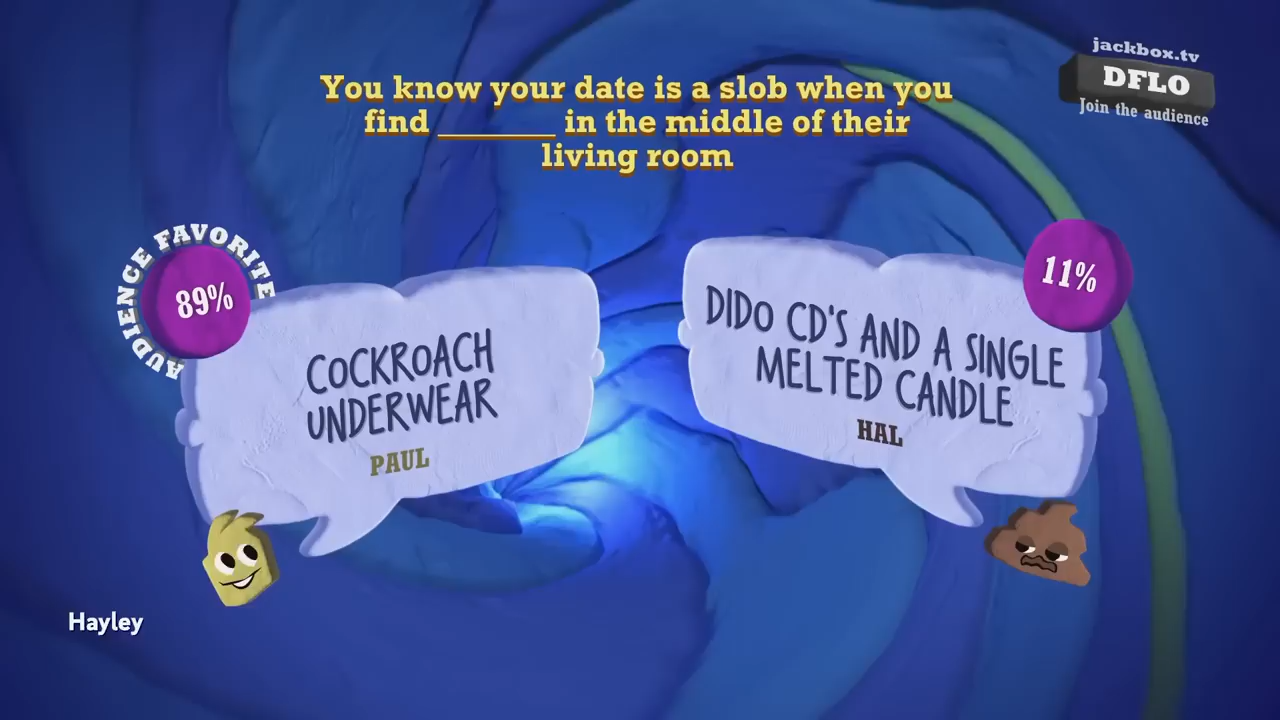 You know your date is a slob when you
find ________ in the middle of their
living room
jackbox.tv
DFLO
Join the audience
AUDIENCE FAVORITE
89%
COCKROACH
UNDERWEAR
PAUL
11%
DIDO CD'S AND A SINGLE
MELTED CANDLE
HAL
Hayley